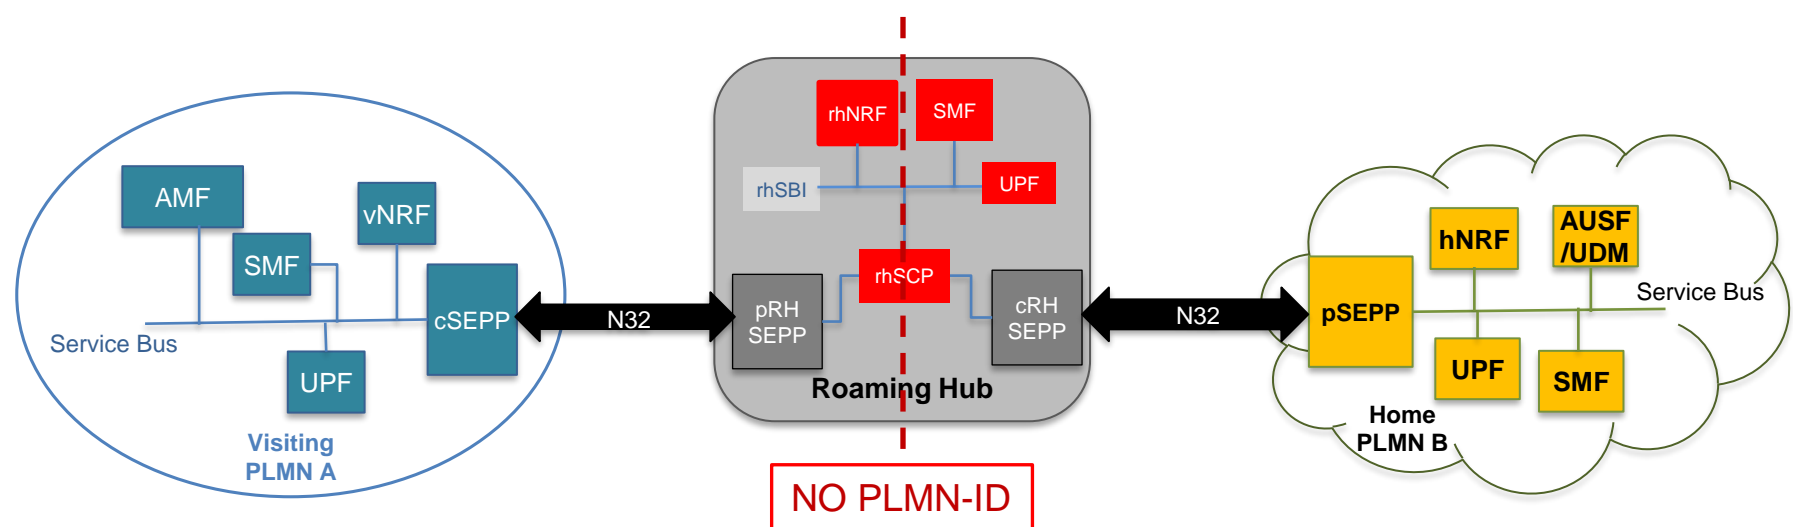 AMF
SMF
vNRF
cSEPP
Service Bus
UPF
Visiting
PLMN A
N32
rhNRF
SMF
rhSBI
UPF
rhSCP
pRH
SEPP
cRH
SEPP
Roaming Hub
NO PLMN-ID
N32
pSEPP
hNRF
AUSF
/UDM
Service Bus
UPF
SMF
Home
PLMN B